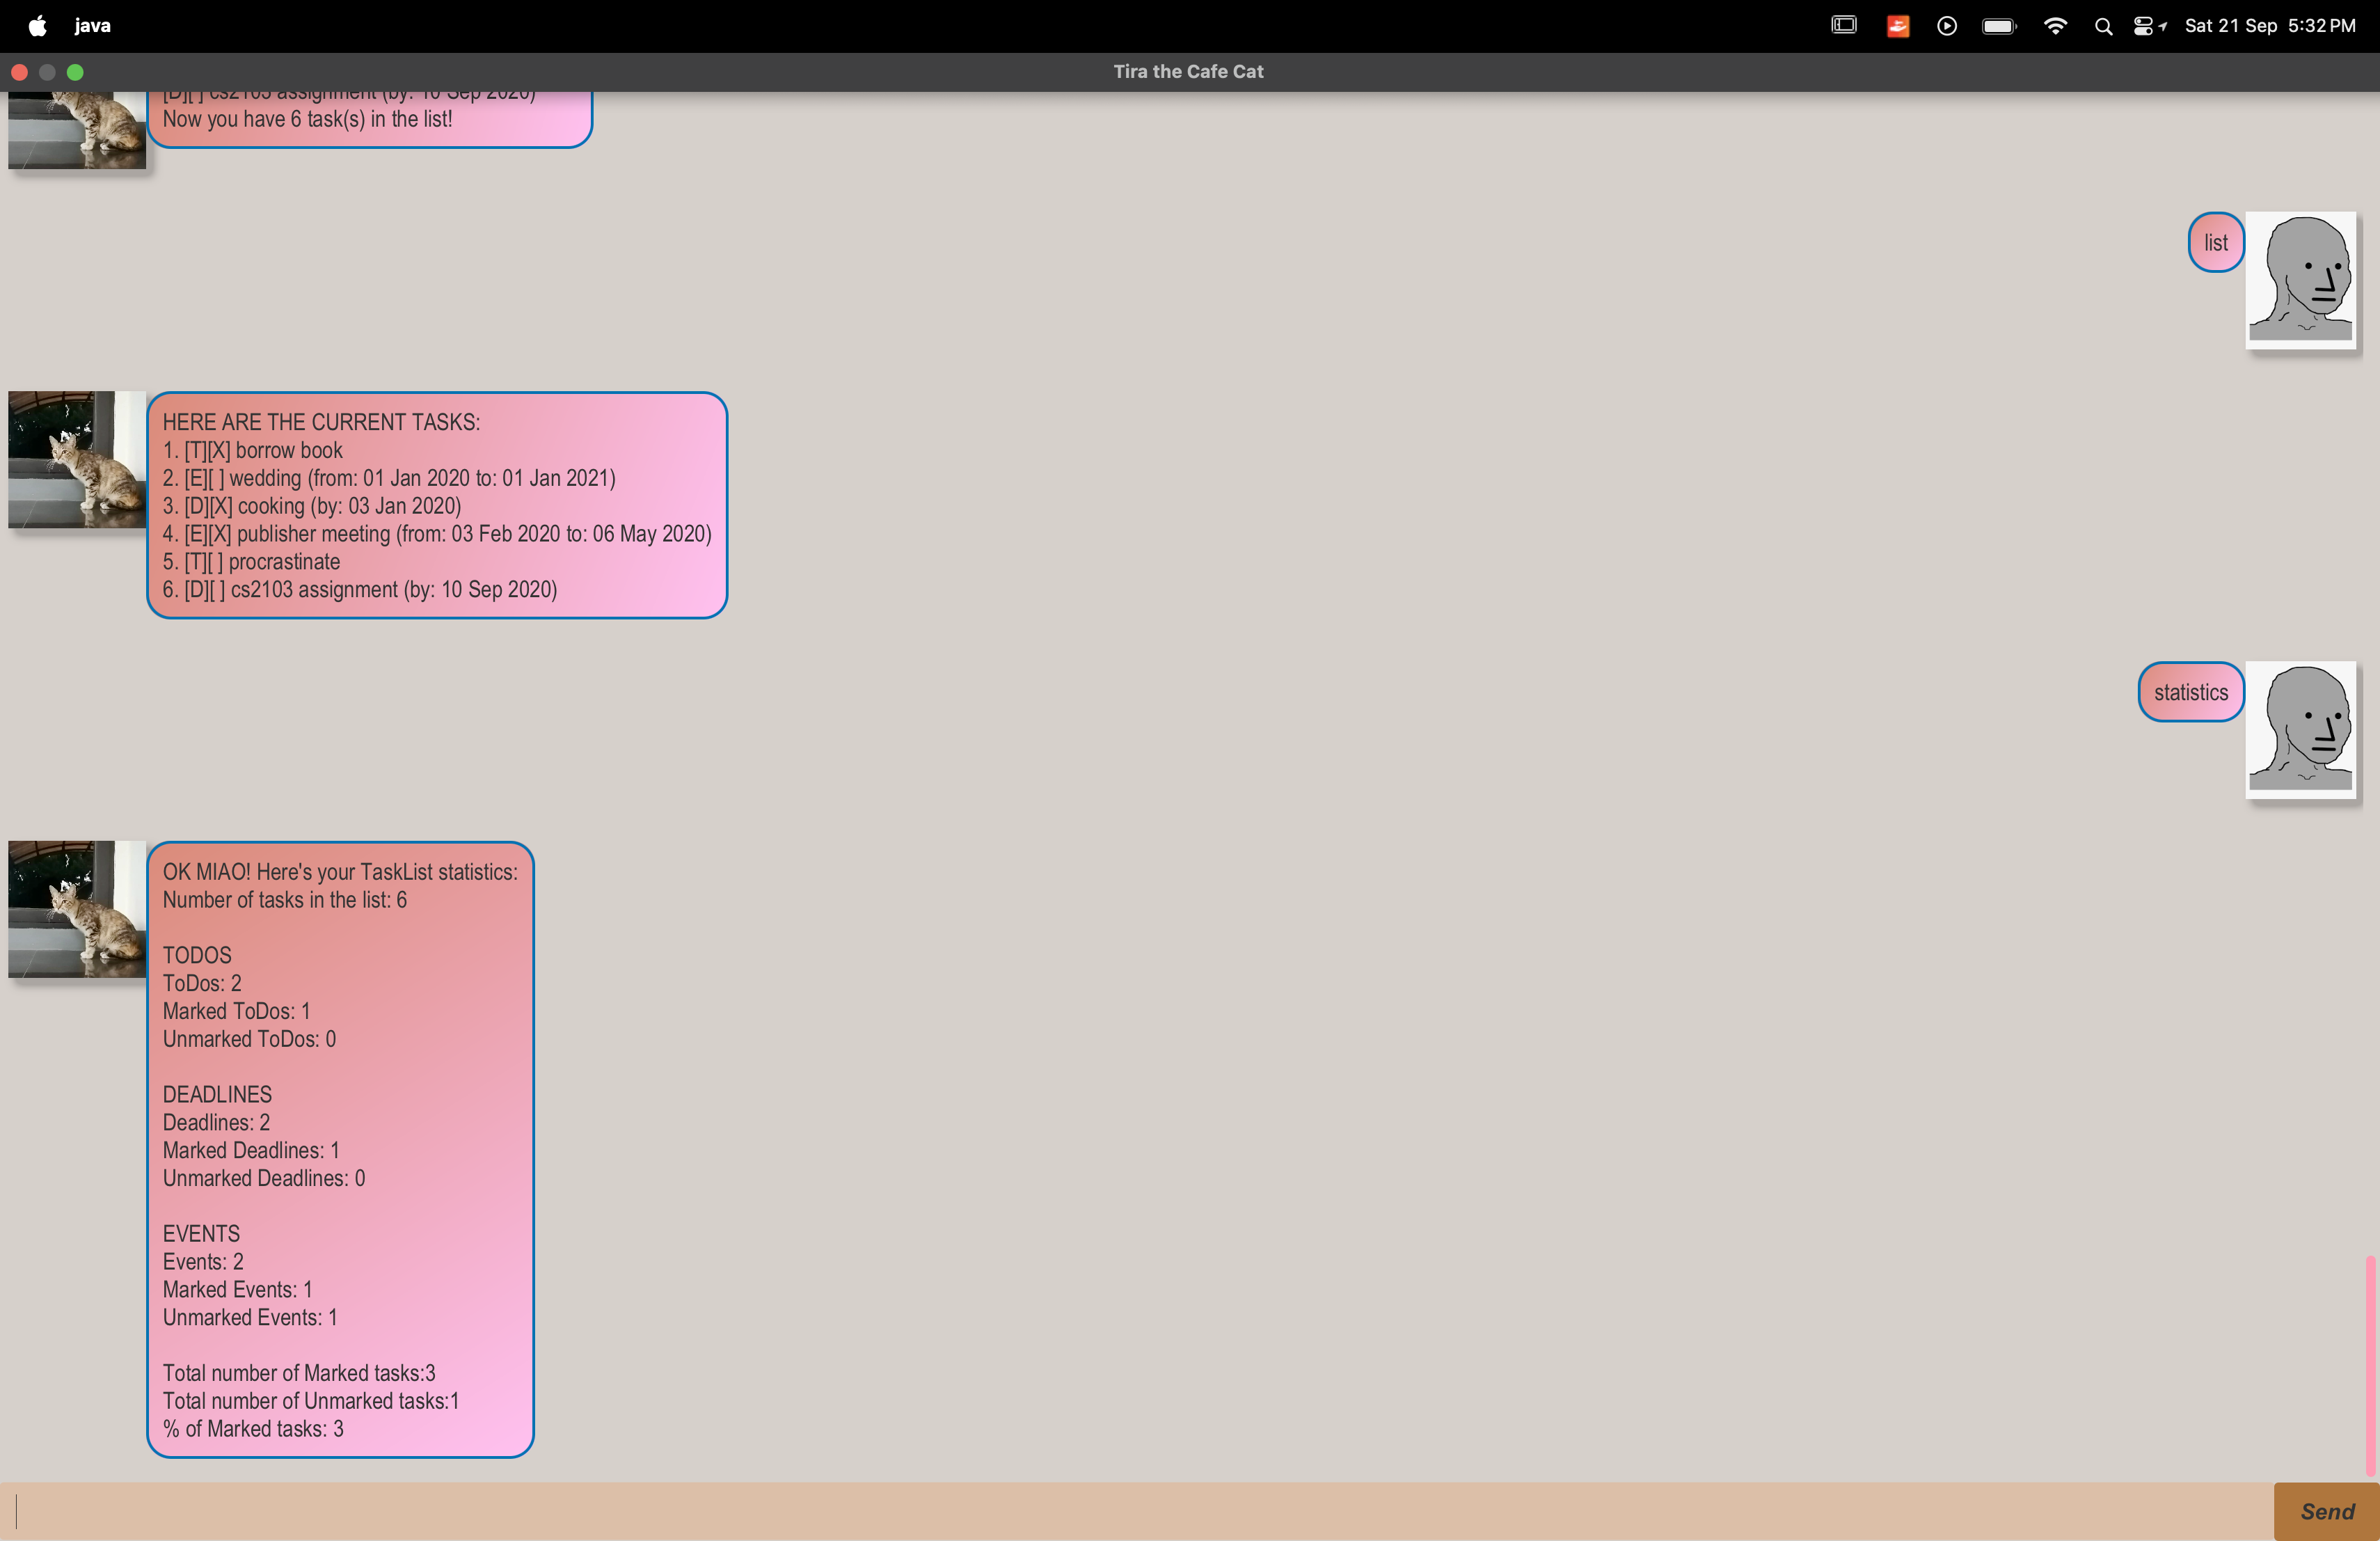 java
Sat 21 Sep 5:32 PM
Tira the Cafe Cat
[D][ ] cs2103 assignment (by: 10 Sep 2020)
Now you have 6 task(s) in the list!
list
HERE ARE THE CURRENT TASKS:
1. [T][X] borrow book
2. [E][ ] wedding (from: 01 Jan 2020 to: 01 Jan 2021)
3. [D][X] cooking (by: 03 Jan 2020)
4. [E][X] publisher meeting (from: 03 Feb 2020 to: 06 May 2020)
5. [T][ ] procrastinate
6. [D][ ] cs2103 assignment (by: 10 Sep 2020)
statistics
OK MIAO! Here's your TaskList statistics:
Number of tasks in the list: 6
TODOS
ToDos: 2
Marked ToDos: 1
Unmarked ToDos: 0
DEADLINES
Deadlines: 2
Marked Deadlines: 1
Unmarked Deadlines: 0
EVENTS
Events: 2
Marked Events: 1
Unmarked Events: 1
Total number of Marked tasks:3
Total number of Unmarked tasks:1
% of Marked tasks: 3
Send